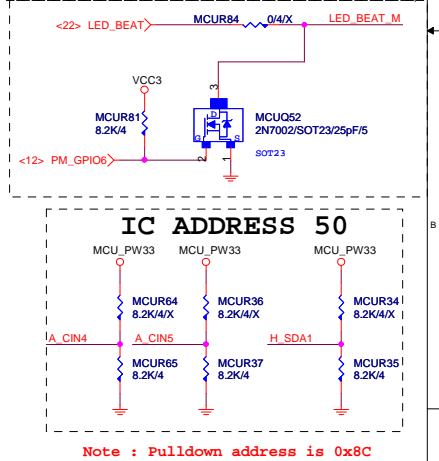 MCUR84 0/4/X
<22> LED_BEAT LED_BEAT_M
VCC3
3
MCUR81
8.2K/4
D
G S
MCUQ52
2N7002/SOT23/25pF/5
SOT23
<12> PM_GPIO6
2 1
B
IC ADDRESS 50
MCU_PW33 MCU_PW33 MCU_PW33
MCUR64 MCUR36 MCUR34
8.2K/4/X 8.2K/4/X 8.2K/4/X
A_CIN4 A_CIN5 H_SDA1
MCUR65 MCUR37 MCUR35
8.2K/4 8.2K/4 8.2K/4
Note : Pulldown address is 0x8C